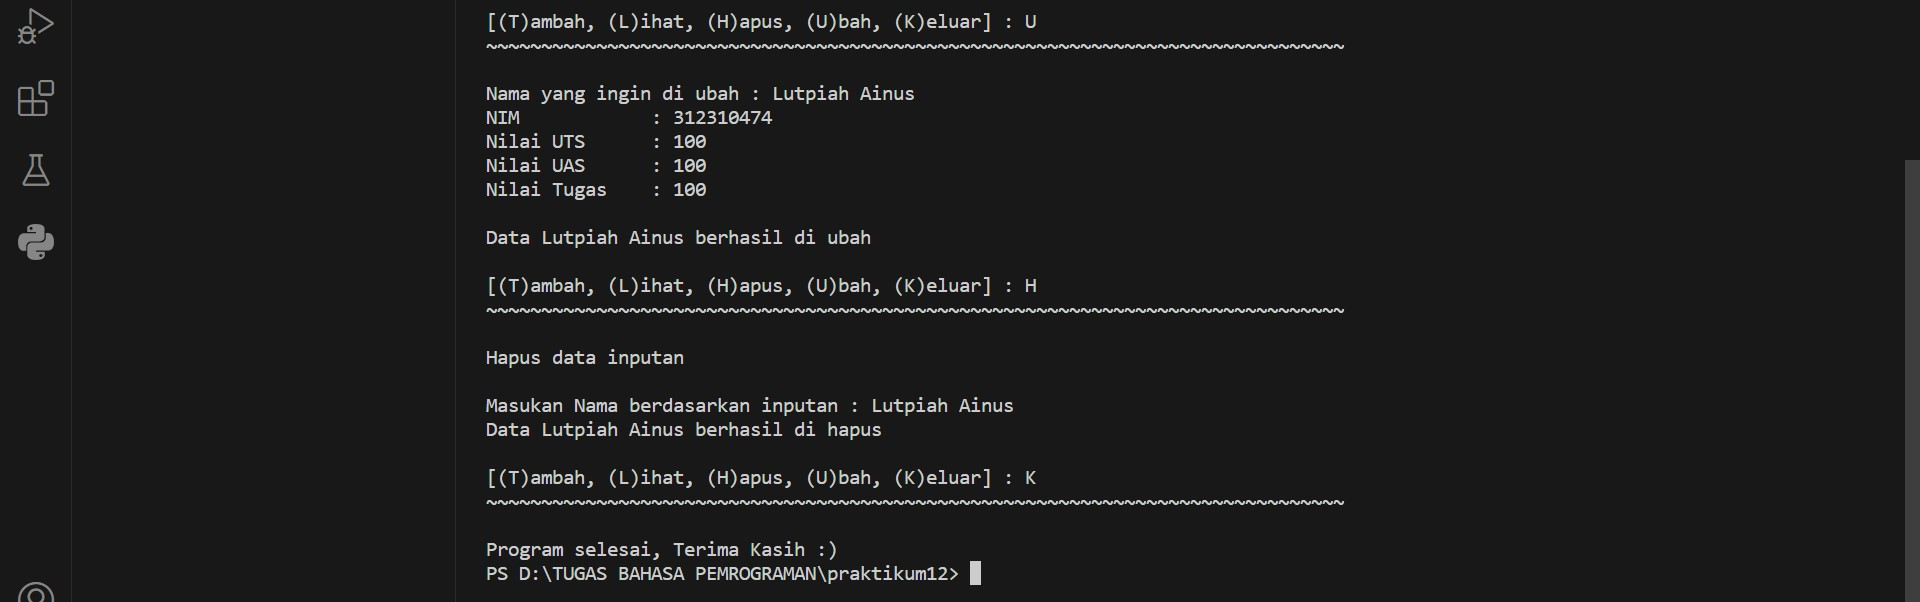 [(T)ambah, (L)ihat, (H)apus, (U)bah, (K)eluar] : U
~~~~~~~~~~~~~~~~~~~~~~~~~~~~~~~~~~~~~~~~~~~~~~~~~~~~~~~~~~~~~~~~~~~~~~~~~~~~~~
Nama yang ingin di ubah : Lutpiah Ainus
NIM            : 312310474
Nilai UTS      : 100
Nilai UAS      : 100
Nilai Tugas    : 100
Data Lutpiah Ainus berhasil di ubah
[(T)ambah, (L)ihat, (H)apus, (U)bah, (K)eluar] : H
~~~~~~~~~~~~~~~~~~~~~~~~~~~~~~~~~~~~~~~~~~~~~~~~~~~~~~~~~~~~~~~~~~~~~~~~~~~~~~
Hapus data inputan
Masukan Nama berdasarkan inputan : Lutpiah Ainus
Data Lutpiah Ainus berhasil di hapus
[(T)ambah, (L)ihat, (H)apus, (U)bah, (K)eluar] : K
~~~~~~~~~~~~~~~~~~~~~~~~~~~~~~~~~~~~~~~~~~~~~~~~~~~~~~~~~~~~~~~~~~~~~~~~~~~~~~
Program selesai, Terima Kasih :)
PS D:\TUGAS BAHASA PEMROGRAMAN\praktikum12>